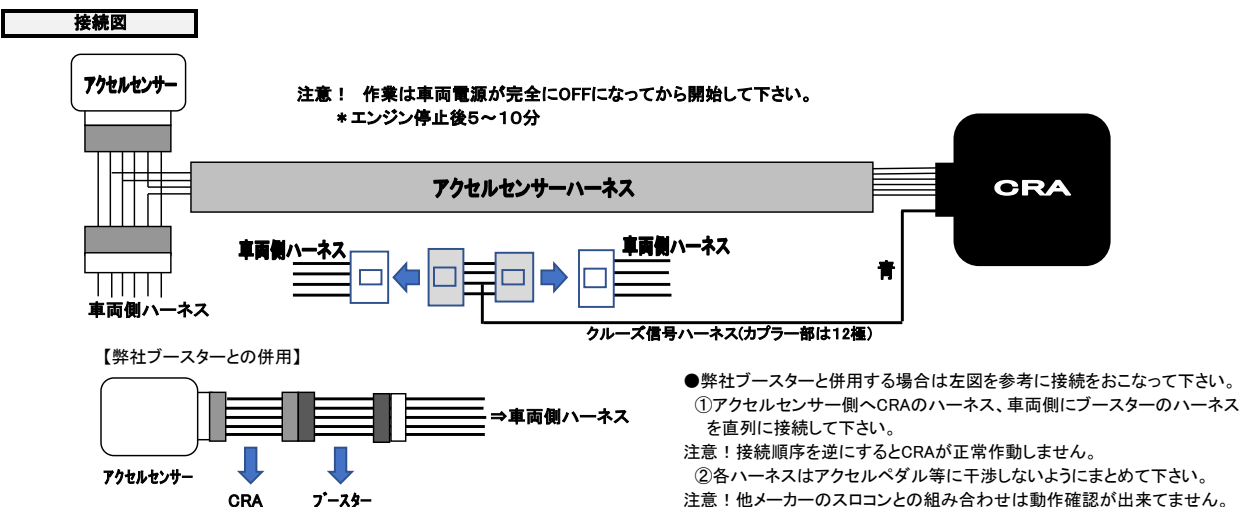 接続図
アクセルセンサー
注意！　作業は車両電源が完全にOFFになってから開始して下さい。
＊エンジン停止後５～１０分
アクセルセンサーハーネス
CRA
車両側ハーネス
車両側ハーネス
青
車両側ハーネス
クルーズ信号ハーネス(カプラー部は12極)
【弊社ブースターとの併用】
⇒車両側ハーネス
アクセルセンサー
CRA
ﾌﾞｰｽﾀｰ
●弊社ブースターと併用する場合は左図を参考に接続をおこなって下さい。
①アクセルセンサー側へCRAのハーネス、車両側にブースターのハーネス
を直列に接続して下さい。
注意！接続順序を逆にするとCRAが正常作動しません。
②各ハーネスはアクセルペダル等に干渉しないようにまとめて下さい。
注意！他メーカーのスロコンとの組み合わせは動作確認が出来てません。